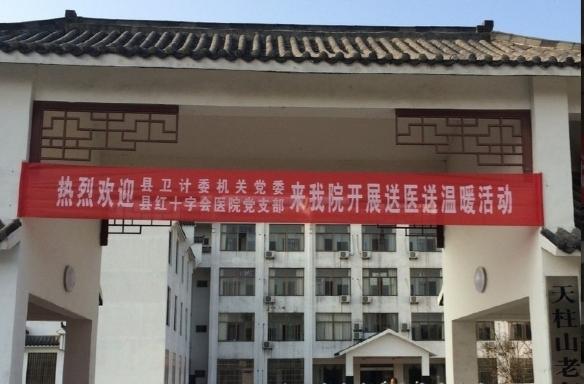 热烈欢迎县卫计委机关党委来我院开展送医送温暖活动
县红十字会医院党支部
天柱山老